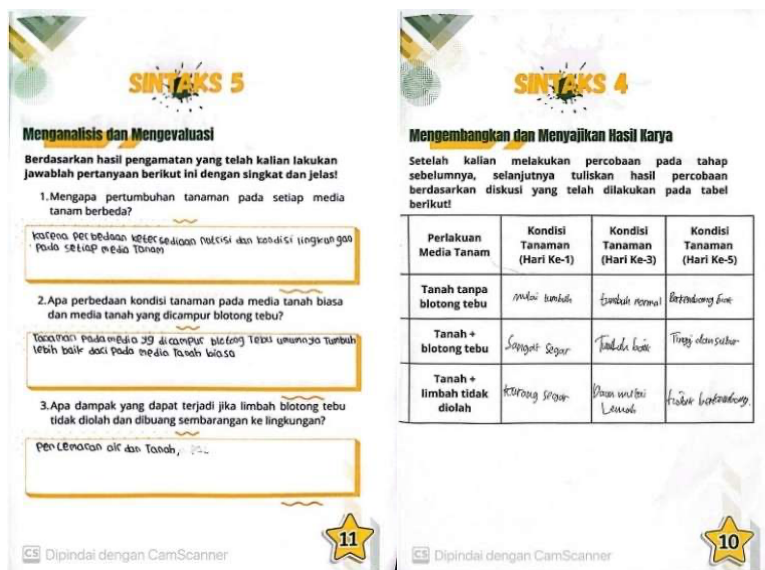 SINTAKS 5
Menganalisis dan Mengevaluasi
Berdasarkan hasil pengamatan yang telah kalian lakukan
jawablah pertanyaan berikut ini dengan singkat dan jelas!
1.Mengapa pertumbuhan tanaman pada setiap media
tanam berbeda?
karena perbedaan ketersediaan nutrisi dan kondisi lingkungan
pada setiap media Tanam
2.Apa perbedaan kondisi tanaman pada media tanah biasa
dan media tanah yang dicampur blotong tebu?
Tanaman Pada media yg dicampur blotong Tebu umumnya Tumbuh
lebih baik dari pada media Tanah biasa
3.Apa dampak yang dapat terjadi jika limbah blotong tebu
tidak diolah dan dibuang sembarangan ke lingkungan?
Pencemaran air dan Tanah,
11
CS Dipindai dengan CamScanner
SINTAKS 4
Mengembangkan dan Menyajikan Hasil Karya
Setelah kalian melakukan percobaan pada tahap
sebelumnya, selanjutnya tuliskan hasil percobaan
berdasarkan diskusi yang telah dilakukan pada tabel
berikut!
Perlakuan
Media Tanam
Kondisi
Tanaman
(Hari Ke-1)
Kondisi
Tanaman
(Hari Ke-3)
Kondisi
Tanaman
(Hari Ke-5)
Tanah tanpa
blotong tebu
mulai tumbuh
tumbuh normal
Berkembang baik
Tanah +
blotong tebu
Sangat Segar
Tumbuh baik
Tinggi dan subur
Tanah +
limbah tidak
diolah
kurang segar
Daun mulai
Lemah
tidak berkembang.
10
CS Dipindai dengan CamScanner